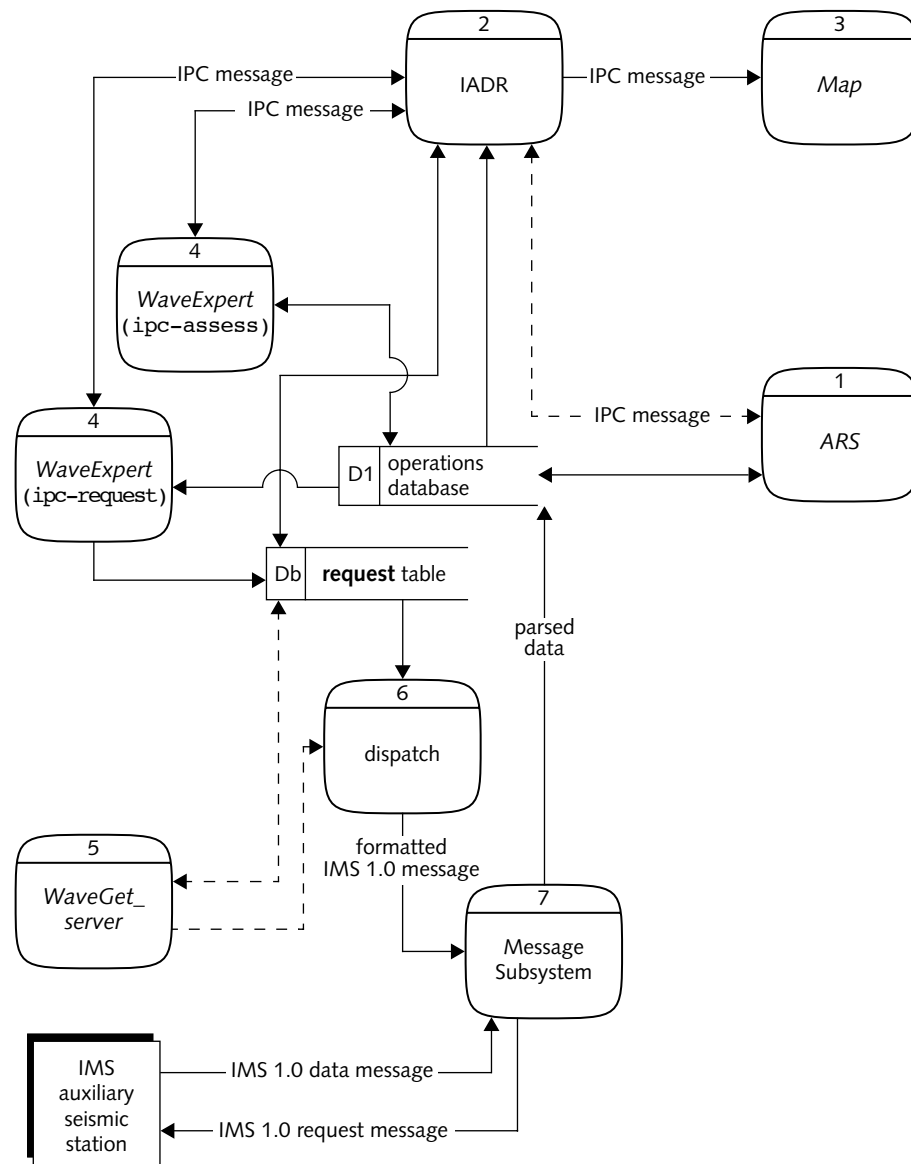 2
IADR
3
Map
IPC message
IPC message
IPC message
4
WaveExpert
(ipc-assess)
1
ARS
IPC message
4
WaveExpert
(ipc-request)
D1
operations
database
Db
request table
parsed
data
6
dispatch
5
WaveGet_
server
formatted
IMS 1.0 message
7
Message
Subsystem
IMS
auxiliary
seismic
station
IMS 1.0 data message
IMS 1.0 request message